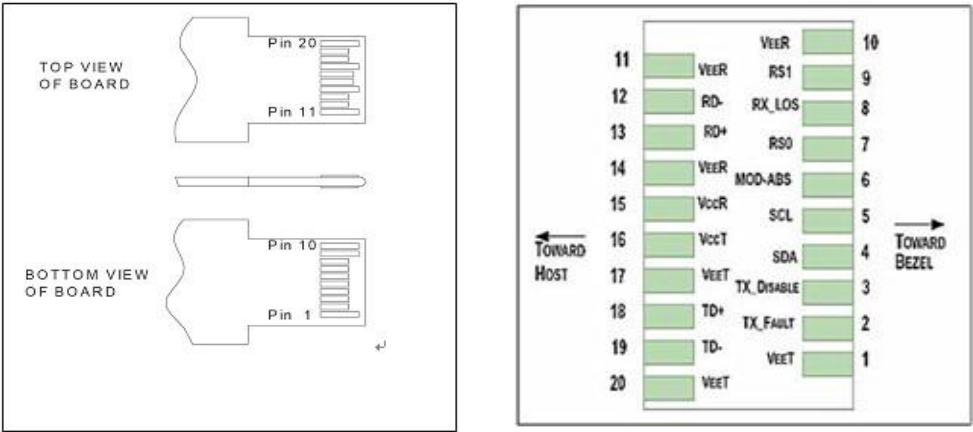 TOP VIEW
OF BOARD
Pin 20
Pin 11
BOTTOM VIEW
OF BOARD
Pin 10
Pin 1
11
VEER
12
RD-
13
RD+
14
VEER
15
VccR
16
VccT
17
VEET
18
TD+
19
TD-
20
VEET
VEER
10
RS1
9
RX_LOS
8
RS0
7
MOD-ABS
6
SCL
5
SDA
4
TX_DISABLE
3
TX_FAULT
2
VEET
1
TOWARD
HOST
TOWARD
BEZEL